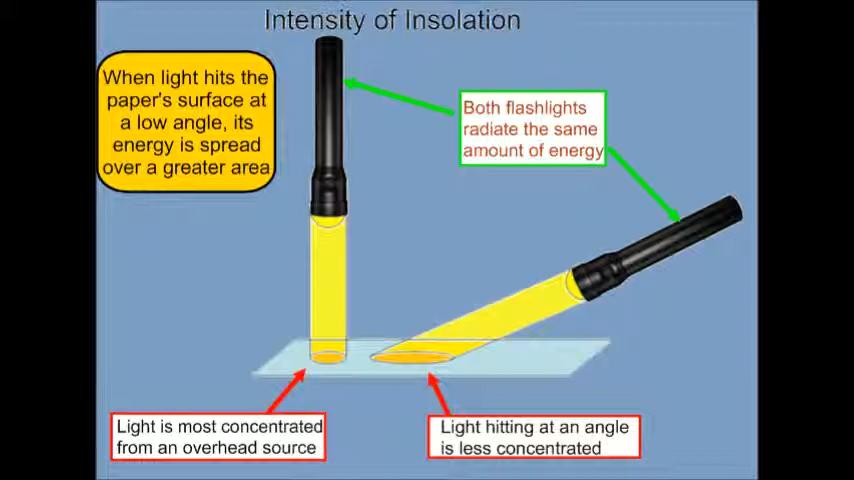 Intensity of Insolation
When light hits the
paper's surface at
a low angle, its
energy is spread
over a greater area
Both flashlights
radiate the same
amount of energy
Light is most concentrated
from an overhead source
Light hitting at an angle
is less concentrated